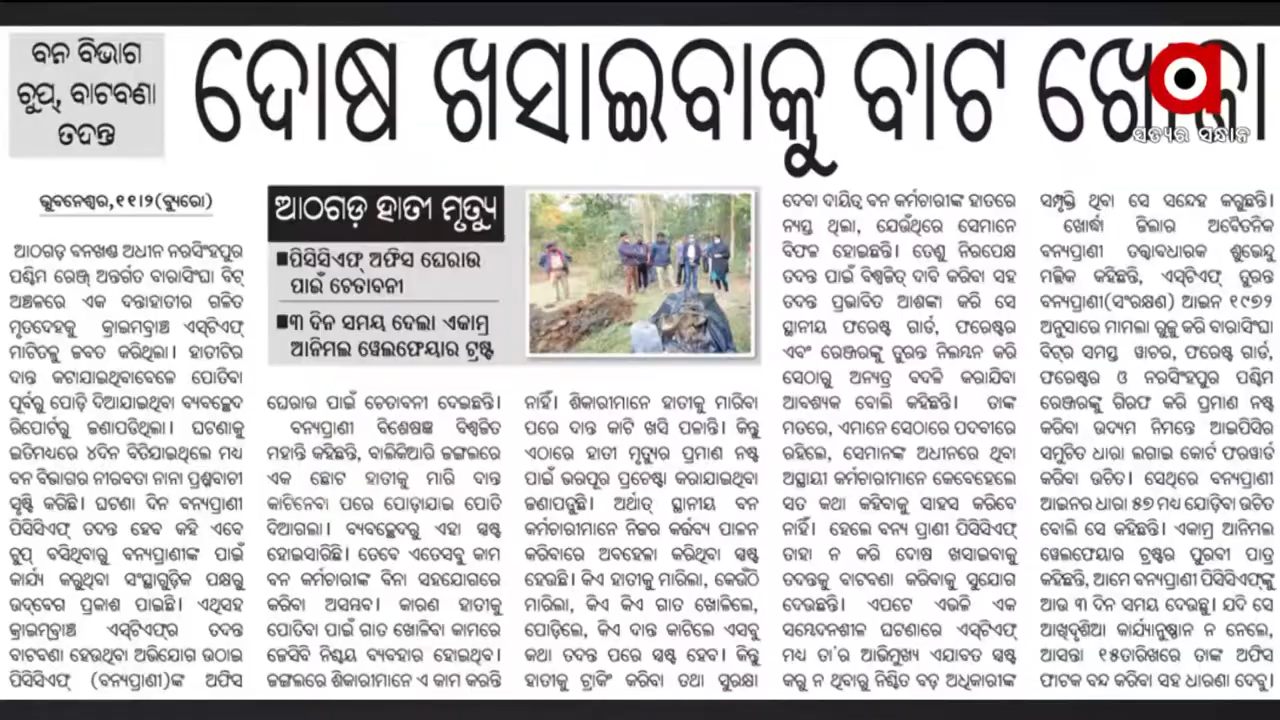 ବନ ବିଭାଗ
ଚୁପ୍, ବାଟବଣା
ତଦନ୍ତ
ଦୋଷ ଖସାଇବାକୁ ବାଟ
ସତ୍ୟର ସନ୍ଧାନ
ଭୁବନେଶ୍ୱର,୧୧।୨(ବ୍ୟୁରୋ)
ଆଠଗଡ଼ ବନଖଣ୍ଡ ଅଧୀନ ନରସିଂହପୁର
ପଶ୍ଚିମ ରେଞ୍ଜ୍ ଅନ୍ତର୍ଗତ ବାରାସିଂଘା ବିଟ୍
ଅଞ୍ଚଳରେ ଏକ ଦନ୍ତାହାତୀର ଗଳିତ
ମୃତଦେହକୁ କ୍ରାଇମବ୍ରାଞ୍ଚ ଏସ୍‌ଟିଏଫ୍
ମାଟିତଳୁ ଜବତ କରିଥିଲା। ହାତୀଟିର
ଦାନ୍ତ କଟାଯାଇଥିବାବେଳେ ପୋତିବା
ପୂର୍ବରୁ ପୋଡ଼ି ଦିଆଯାଇଥିବା ବ୍ୟବଚ୍ଛେଦ
ରିପୋର୍ଟରୁ ଜଣାପଡିଥିଲା। ଘଟଣାକୁ
ଇତିମଧ୍ୟରେ ୪ଦିନ ବିତିଯାଇଥିଲେ ମଧ୍ୟ
ବନ ବିଭାଗର ନୀରବତା ନାନା ପ୍ରଶ୍ନବାଚୀ
ସୃଷ୍ଟି କରିଛି। ଘଟଣା ଦିନ ବନ୍ୟପ୍ରାଣୀ
ପିସିସିଏଫ୍ ତଦନ୍ତ ହେବ କହି ଏବେ
ଚୁପ୍ ବସିଥିବାରୁ ବନ୍ୟପ୍ରାଣୀଙ୍କ ପାଇଁ
କାର୍ଯ୍ୟ କରୁଥିବା ସଂସ୍ଥାଗୁଡ଼ିକ ପକ୍ଷରୁ
ଉଦ୍‌ବେଗ ପ୍ରକାଶ ପାଇଛି। ଏଥିସହ
କ୍ରାଇମବ୍ରାଞ୍ଚ ଏସ୍‌ଟିଏଫ୍‌ର ତଦନ୍ତ
ବାଟବଣା ହେଉଥିବା ଅଭିଯୋଗ ଉଠାଇ
ପିସିସିଏଫ୍ (ବନ୍ୟପ୍ରାଣୀ)ଙ୍କ ଅଫିସ
ଆଠଗଡ଼ ହାତୀ ମୃତ୍ୟୁ
■ପିସିସିଏଫ୍ ଅଫିସ ଘେରାଉ
ପାଇଁ ଚେତାବନୀ
■୩ ଦିନ ସମୟ ଦେଲା ଏକାମ୍ର
ଆନିମଲ ୱେଲଫେୟାର ଟ୍ରଷ୍ଟ
ଘେରାଉ ପାଇଁ ଚେତାବନୀ ଦେଇଛନ୍ତି।
ବନ୍ୟପ୍ରାଣୀ ବିଶେଷଜ୍ଞ ବିଶ୍ୱଜିତ
ମହାନ୍ତି କହିଛନ୍ତି, ବାଲିକିଆରି ଜଙ୍ଗଲରେ
ଏକ ଛୋଟ ହାତୀକୁ ମାରି ଦାନ୍ତ
କାଟିନେବା ପରେ ପୋଡ଼ାଯାଇ ପୋତି
ଦିଆଗଲା। ବ୍ୟବଚ୍ଛେଦରୁ ଏହା ସ୍ପଷ୍ଟ
ହୋଇସାରିଛି। ତେବେ ଏତେସବୁ କାମ
ବନ କର୍ମଚାରୀଙ୍କ ବିନା ସହଯୋଗରେ
କରିବା ଅସମ୍ଭବ। କାରଣ ହାତୀକୁ
ପୋତିବା ପାଇଁ ଗାତ ଖୋଳିବା କାମରେ
ଜେସିବି ନିଶ୍ଚୟ ବ୍ୟବହାର ହୋଇଥିବ।
ଜଙ୍ଗଲରେ ଶିକାରୀମାନେ ଏ କାମ କରନ୍ତି
ନାହିଁ। ଶିକାରୀମାନେ ହାତୀକୁ ମାରିବା
ପରେ ଦାନ୍ତ କାଟି ଖସି ପଳାନ୍ତି। କିନ୍ତୁ
ଏଠାରେ ହାତୀ ମୃତ୍ୟୁର ପ୍ରମାଣ ନଷ୍ଟ
ପାଇଁ ଭରପୂର ପ୍ରଚେଷ୍ଟା କରାଯାଇଥିବା
ଜଣାପଡୁଛି। ଅର୍ଥାତ୍ ସ୍ଥାନୀୟ ବନ
କର୍ମଚାରୀମାନେ ନିଜର କର୍ତ୍ତବ୍ୟ ପାଳନ
କରିବାରେ ଅବହେଳା କରିଥିବା ସ୍ପଷ୍ଟ
ହେଉଛି। କିଏ ହାତୀକୁ ମାରିଲା, କେଉଁଠି
ମାରିଲା, କିଏ କିଏ ଗାତ ଖୋଳିଲେ,
ପୋଡ଼ିଲେ, କିଏ ଦାନ୍ତ କାଟିଲେ ଏସବୁ
କଥା ତଦନ୍ତ ପରେ ସ୍ପଷ୍ଟ ହେବ। କିନ୍ତୁ
ହାତୀକୁ ଟ୍ରାକିଂ କରିବା ତଥା ସୁରକ୍ଷା
ଦେବା ଦାୟିତ୍ୱ ବନ କର୍ମଚାରୀଙ୍କ ହାତରେ
ନ୍ୟସ୍ତ ଥିଲା, ଯେଉଁଥିରେ ସେମାନେ
ବିଫଳ ହୋଇଛନ୍ତି। ତେଣୁ ନିରପେକ୍ଷ
ତଦନ୍ତ ପାଇଁ ବିଶ୍ୱଜିତ୍ ଦାବି କରିବା ସହ
ତଦନ୍ତ ପ୍ରଭାବିତ ଆଶଙ୍କା କରି ସେ
ସ୍ଥାନୀୟ ଫରେଷ୍ଟ ଗାର୍ଡ, ଫରେଷ୍ଟର
ଏବଂ ରେଞ୍ଜରଙ୍କୁ ତୁରନ୍ତ ନିଲମ୍ବନ କରି
ସେଠାରୁ ଅନ୍ୟତ୍ର ବଦଳି କରାଯିବା
ଆବଶ୍ୟକ ବୋଲି କହିଛନ୍ତି। ତାଙ୍କ
ମତରେ, ଏମାନେ ସେଠାରେ ପଦବୀରେ
ରହିଲେ, ସେମାନଙ୍କ ଅଧୀନରେ ଥିବା
ଅସ୍ଥାୟୀ କର୍ମଚାରୀମାନେ କେବେହେଲେ
ସତ କଥା କହିବାକୁ ସାହସ କରିବେ
ନାହିଁ। ହେଲେ ବନ୍ୟ ପ୍ରାଣୀ ପିସିସିଏଫ୍
ତାହା ନ କରି ଦୋଷ ଖସାଇବାକୁ
ତଦନ୍ତକୁ ବାଟବଣା କରିବାକୁ ସୁଯୋଗ
ଦେଉଛନ୍ତି। ଏପଟେ ଏଭଳି ଏକ
ସମ୍ୱେଦନଶୀଳ ଘଟଣାରେ ଏସ୍‌ଟିଏଫ୍
ମଧ୍ୟ ତା'ର ଆଭିମୁଖ୍ୟ ଏଯାବତ ସ୍ପଷ୍ଟ
କରୁ ନ ଥିବାରୁ ନିଶ୍ଚିତ ବଡ଼ ଅଧିକାରୀଙ୍କ
ସମ୍ପୃକ୍ତି ଥିବା ସେ ସନ୍ଦେହ କରୁଛନ୍ତି।
ଖୋର୍ଦ୍ଧା ଜିଲାର ଅବୈତନିକ
ବନ୍ୟପ୍ରାଣୀ ତତ୍ତ୍ୱାବଧାରକ ଶୁଭେନ୍ଦୁ
ମଲ୍ଲିକ କହିଛନ୍ତି, ଏସ୍‌ଟିଏଫ୍ ତୁରନ୍ତ
ବନ୍ୟପ୍ରାଣୀ(ସଂରକ୍ଷଣ) ଆଇନ ୧୯୭୨
ଅନୁସାରେ ମାମଲା ରୁଜୁ କରି ବାରାସିଂଘା
ବିଟ୍‌ର ସମସ୍ତ ୱାଚର, ଫରେଷ୍ଟ ଗାର୍ଡ,
ଫରେଷ୍ଟର ଓ ନରସିଂହପୁର ପଶ୍ଚିମ
ରେଞ୍ଜରଙ୍କୁ ଗିରଫ କରି ପ୍ରମାଣ ନଷ୍ଟ
କରିବା ଉଦ୍ୟମ ନିମନ୍ତେ ଆଇପିସିର
ସମୁଚିତ ଧାରା ଲଗାଇ କୋର୍ଟ ଫରୱାର୍ଡ
କରିବା ଉଚିତ। ସେଥିରେ ବନ୍ୟପ୍ରାଣୀ
ଆଇନର ଧାରା ୫୭ ମଧ୍ୟ ଯୋଡ଼ିବା ଉଚିତ
ବୋଲି ସେ କହିଛନ୍ତି। ଏକାମ୍ର ଆନିମଲ
ୱେଲଫେୟାର ଟ୍ରଷ୍ଟର ପୁରବୀ ପାତ୍ର
କହିଛନ୍ତି, ଆମେ ବନ୍ୟପ୍ରାଣୀ ପିସିସିଏଫ୍‌ଙ୍କୁ
ଆଉ ୩ ଦିନ ସମୟ ଦେଉଛୁ। ଯଦି ସେ
ଆଖିଦୃଶିଆ କାର୍ଯ୍ୟାନୁଷ୍ଠାନ ନ ନେଲେ,
ଆସନ୍ତା ୧୫ତାରିଖରେ ତାଙ୍କ ଅଫିସ
ଫାଟକ ବନ୍ଦ କରିବା ସହ ଧାରଣା ଦେବୁ।